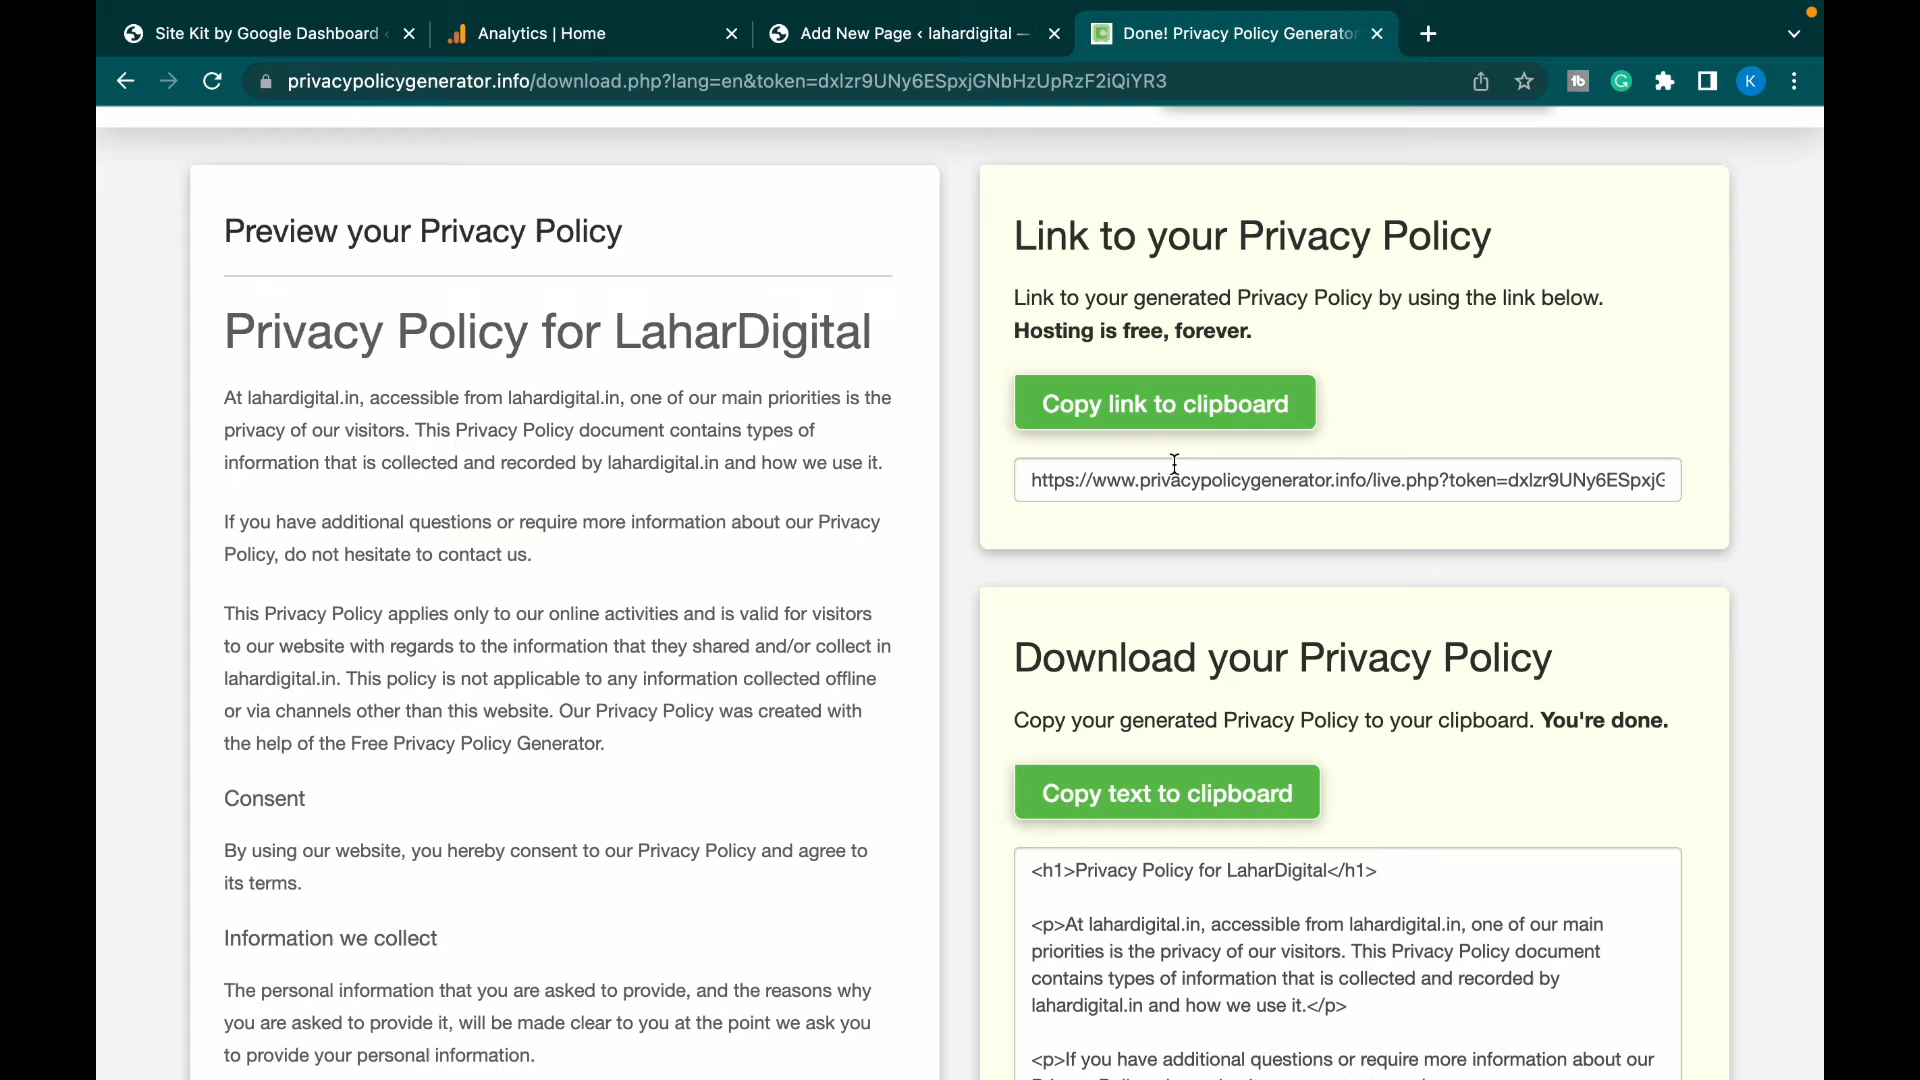 Site Kit by Google Dashboard
Analytics | Home
Add New Page ‹ lahardigital —
Done! Privacy Policy Generator
privacypolicygenerator.info/download.php?lang=en&token=dxlzr9UNy6ESpxjGNbHzUpRzF2iQiYR3
K
Preview your Privacy Policy
Privacy Policy for LaharDigital
At lahardigital.in, accessible from lahardigital.in, one of our main priorities is the
privacy of our visitors. This Privacy Policy document contains types of
information that is collected and recorded by lahardigital.in and how we use it.
If you have additional questions or require more information about our Privacy
Policy, do not hesitate to contact us.
This Privacy Policy applies only to our online activities and is valid for visitors
to our website with regards to the information that they shared and/or collect in
lahardigital.in. This policy is not applicable to any information collected offline
or via channels other than this website. Our Privacy Policy was created with
the help of the Free Privacy Policy Generator.
Consent
By using our website, you hereby consent to our Privacy Policy and agree to
its terms.
Information we collect
The personal information that you are asked to provide, and the reasons why
you are asked to provide it, will be made clear to you at the point we ask you
to provide your personal information.
Link to your Privacy Policy
Link to your generated Privacy Policy by using the link below.
Hosting is free, forever.
Copy link to clipboard
https://www.privacypolicygenerator.info/live.php?token=dxlzr9UNy6ESpxjG
Download your Privacy Policy
Copy your generated Privacy Policy to your clipboard. You're done.
Copy text to clipboard
<h1>Privacy Policy for LaharDigital</h1>
<p>At lahardigital.in, accessible from lahardigital.in, one of our main
priorities is the privacy of our visitors. This Privacy Policy document
contains types of information that is collected and recorded by
lahardigital.in and how we use it.</p>
<p>If you have additional questions or require more information about our